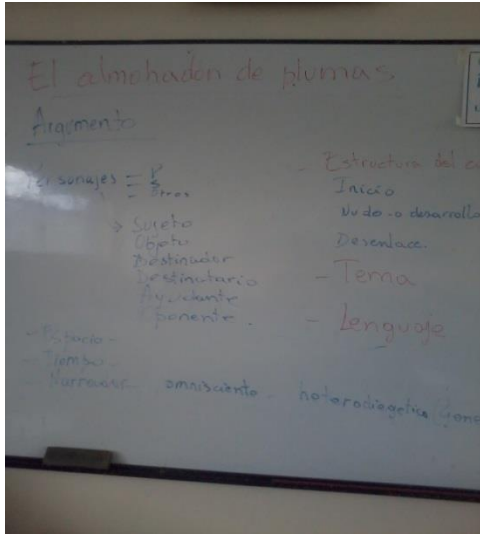 El almohadón de plumas.
Argumento
Personajes = P
S
otros
> Sujeto
Objeto
Destinador
Destinatario
Ayudante
Oponente.
- Espacio -
- Tiempo -
- Narrador omnisciente - heterodiegetico
- Estructura del
Inicio
Nudo o desarrollo
Desenlace.
- Tema
- Lenguaje